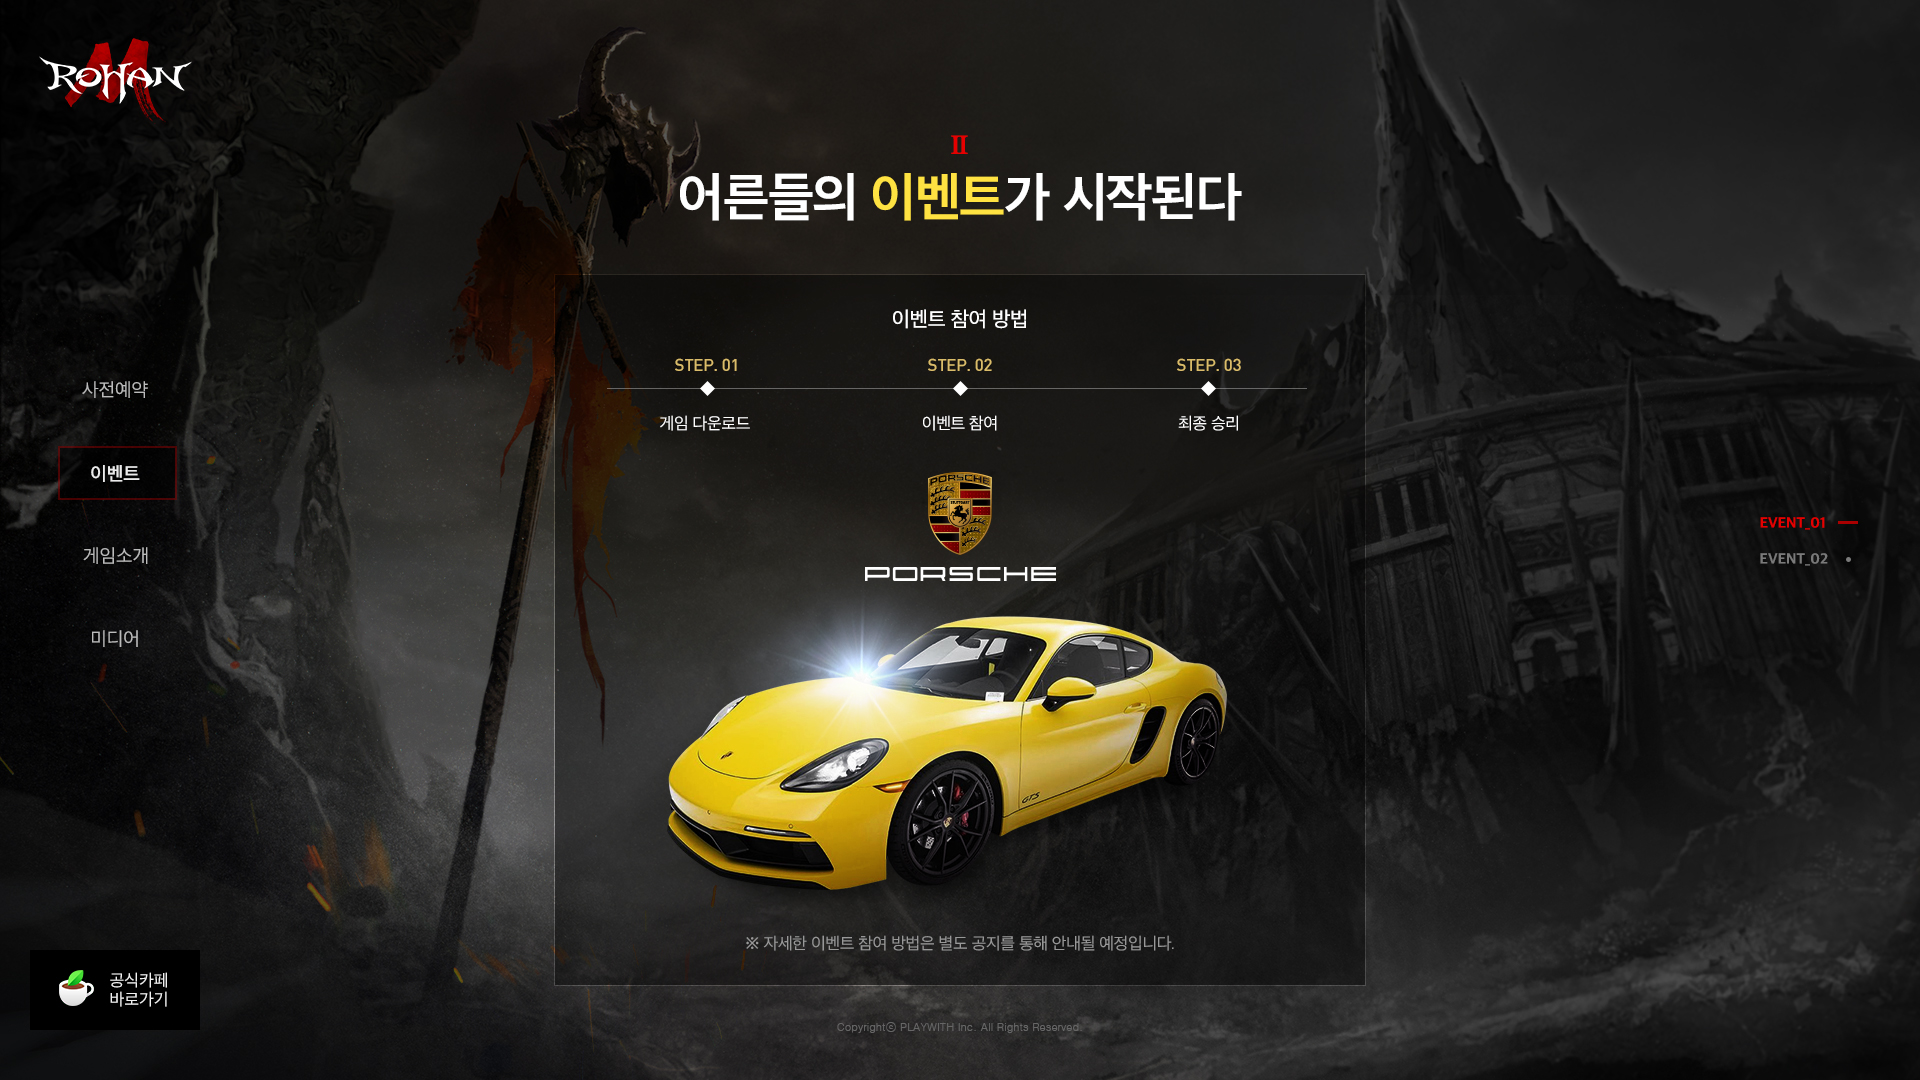 ROHAN M
II
어른들의 이벤트가 시작된다
이벤트 참여 방법
STEP. 01
STEP. 02
STEP. 03
게임 다운로드
이벤트 참여
최종 승리
사전예약
이벤트
게임소개
미디어
PORSCHE
PORSCHE
GTS
EVENT_01
EVENT_02
※ 자세한 이벤트 참여 방법은 별도 공지를 통해 안내될 예정입니다.
공식카페
바로가기
Copyrightⓒ PLAYWITH Inc. All Rights Reserved.